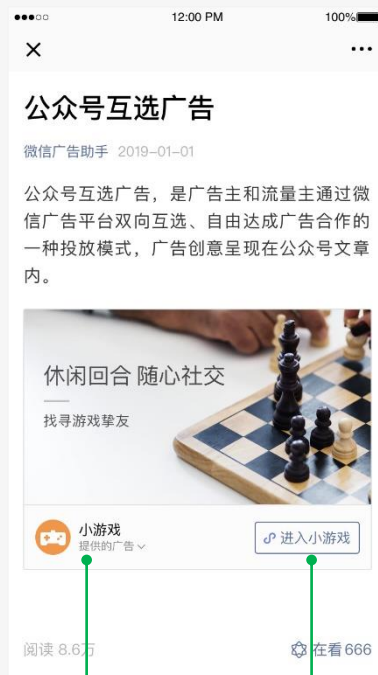 12:00 PM 100%
公众号互选广告
微信广告助手 2019-01-01
公众号互选广告，是广告主和流量主通过微
信广告平台双向互选、自由达成广告合作的
一种投放模式，广告创意呈现在公众号文章
内。
休闲回合 随心社交
找寻游戏挚友
小游戏
提供的广告
进入小游戏
阅读 8.6万 在看 666